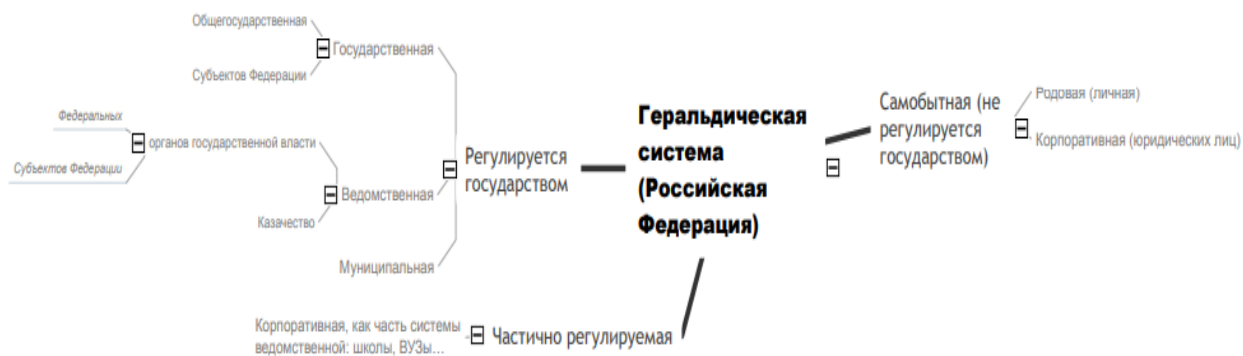 Геральдическая
система
(Российская
Федерация)
Регулируется
государством
Государственная
Общегосударственная
Субъектов Федерации
Ведомственная
органов государственной власти
Федеральных
Субъектов Федерации
Казачество
Муниципальная
Частично регулируемая
Корпоративная, как часть системы
ведомственной: школы, ВУЗы...
Самобытная (не
регулируется
государством)
Родовая (личная)
Корпоративная (юридических лиц)